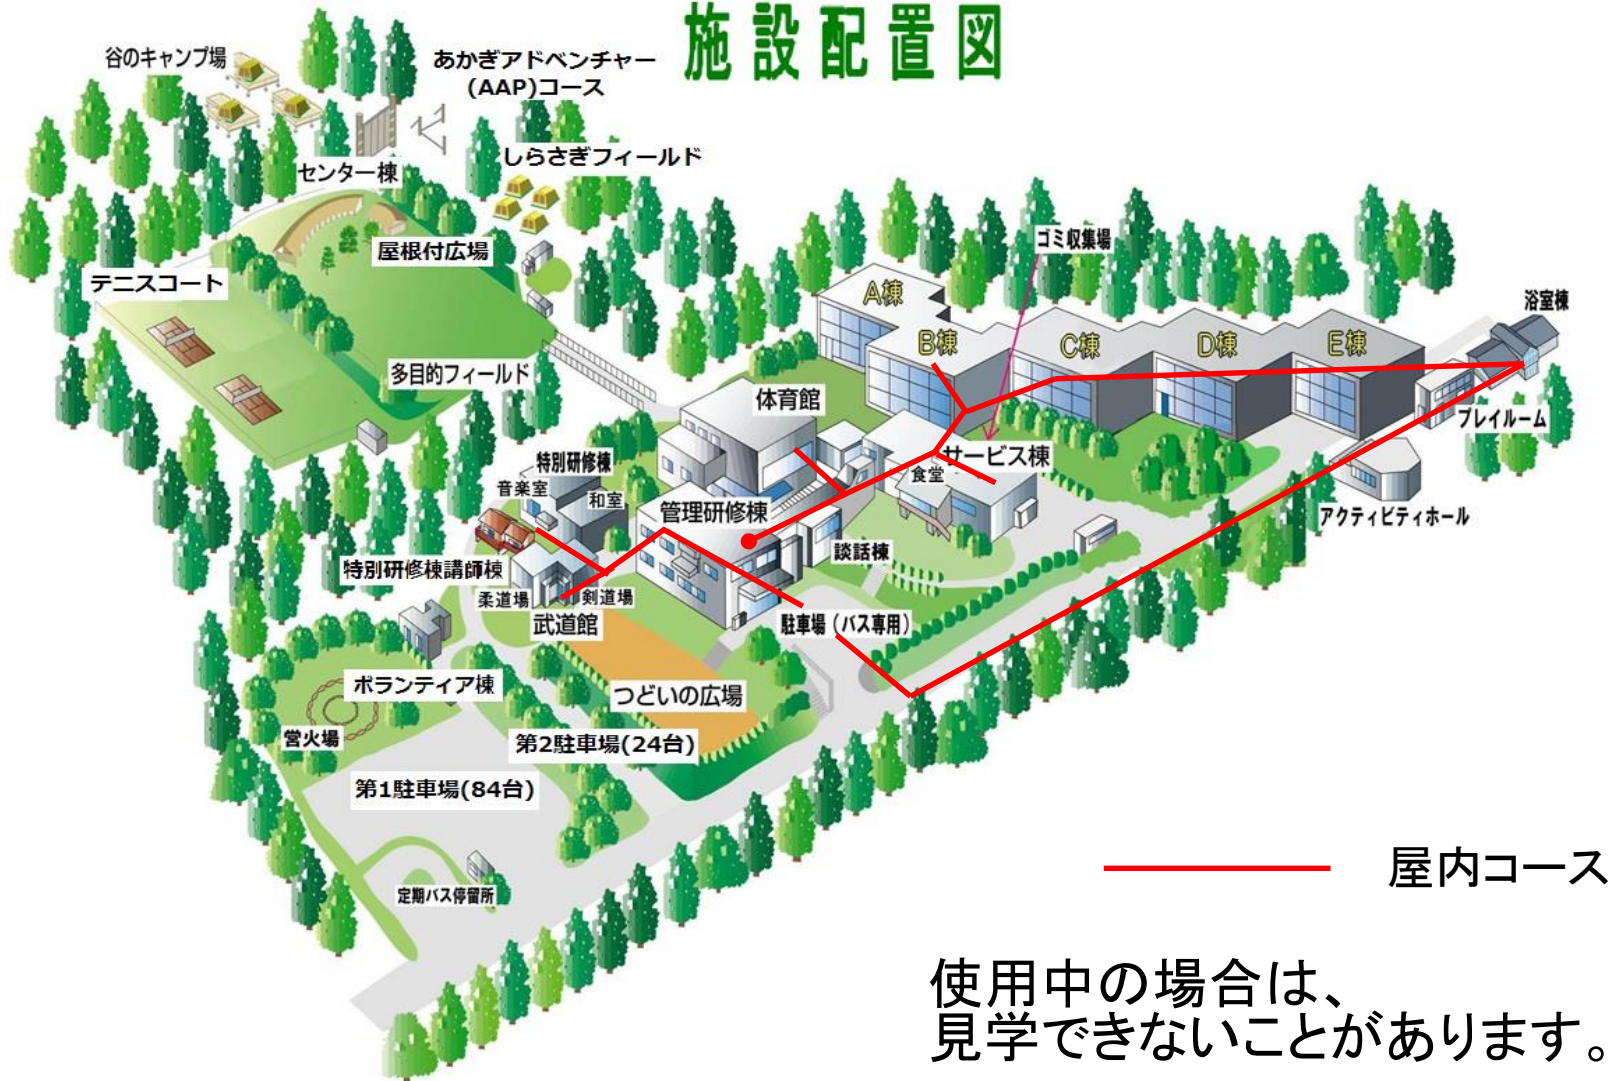 施設配置図
谷のキャンプ場
あかぎアドベンチャー
(AAP)コース
しらさぎフィールド
センター棟
屋根付広場
テニスコート
多目的フィールド
ゴミ収集場
A棟
B棟
C棟
D棟
E棟
浴室棟
プレイルーム
アクティビティホール
体育館
サービス棟
食堂
特別研修棟
音楽室
和室
管理研修棟
談話棟
特別研修棟講師棟
柔道場
剣道場
武道館
駐車場（バス専用）
ボランティア棟
つどいの広場
営火場
第2駐車場(24台)
第1駐車場(84台)
定期バス停留所
屋内コース
使用中の場合は、
見学できないことがあります。